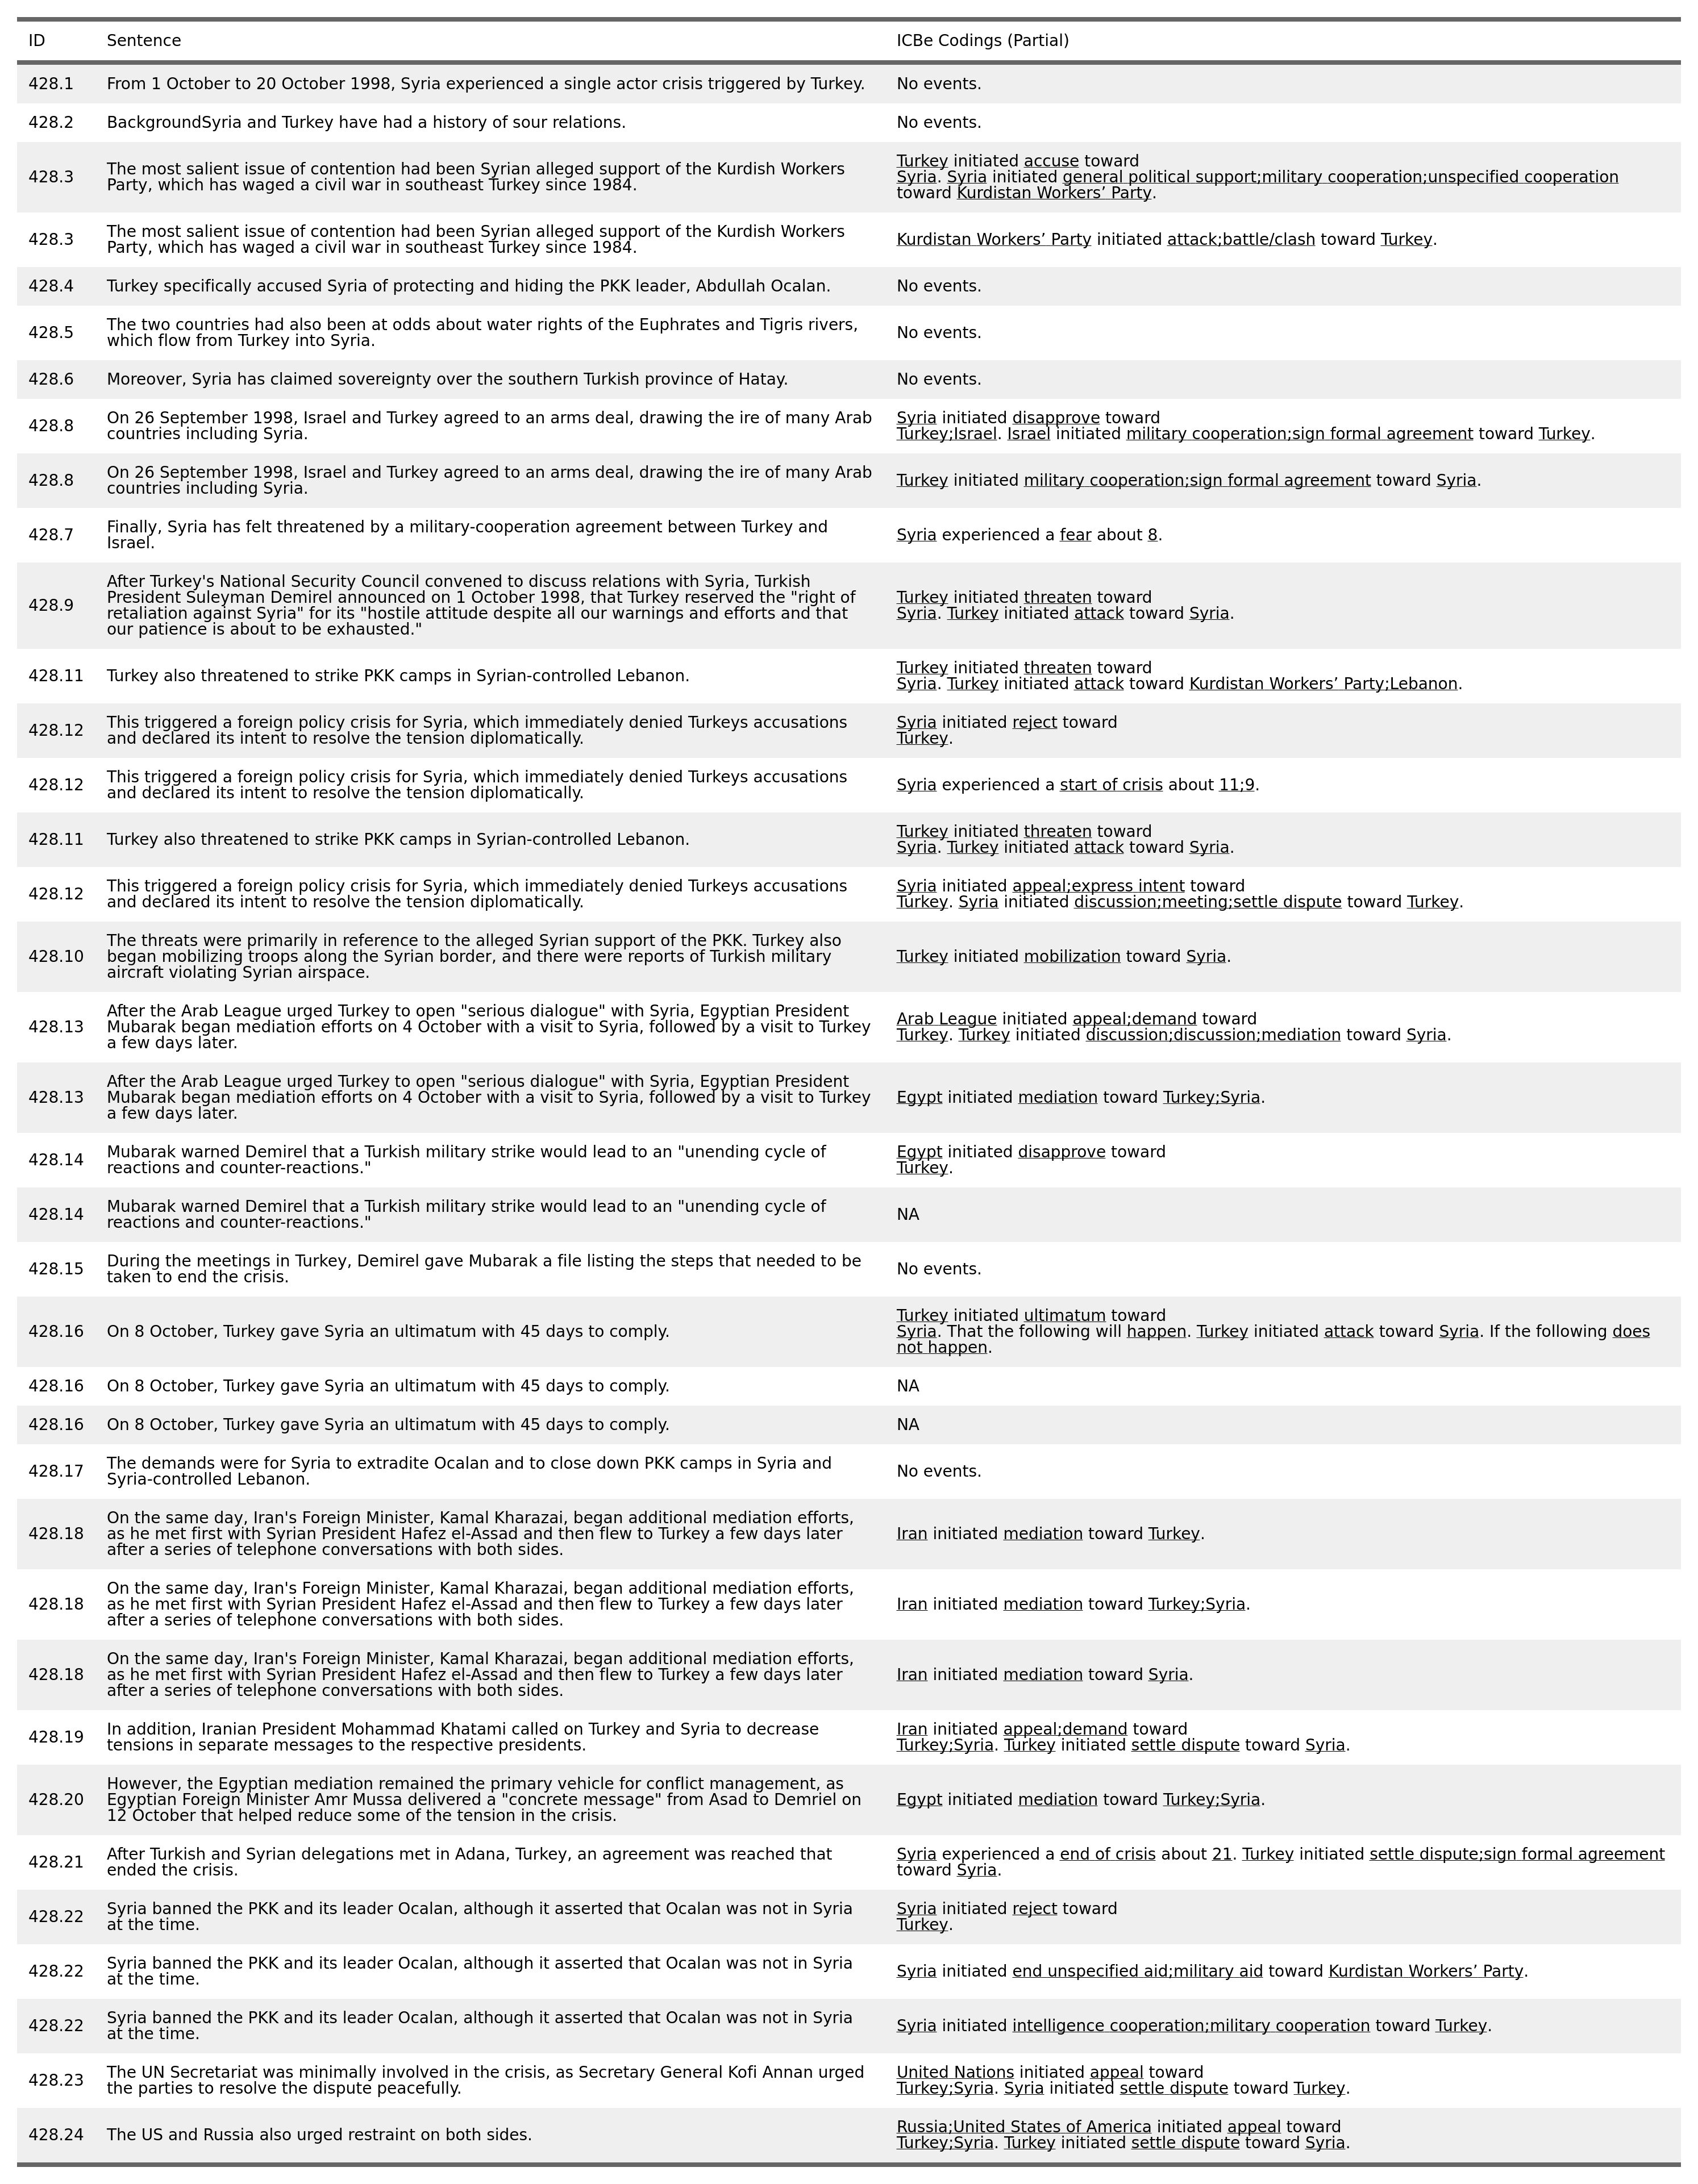 ID Sentence ICBe Codings (Partial)
428.1 From 1 October to 20 October 1998, Syria experienced a single actor crisis triggered by Turkey. No events.
428.2 BackgroundSyria and Turkey have had a history of sour relations. No events.
The most salient issue of contention had been Syrian alleged support of the Kurdish Workers
Party, which has waged a civil war in southeast Turkey since 1984.
428.3
Turkey initiated accuse toward
Syria. Syria initiated general political support;military cooperation;unspecified cooperation
toward Kurdistan Workers’ Party.
The most salient issue of contention had been Syrian alleged support of the Kurdish Workers
Party, which has waged a civil war in southeast Turkey since 1984.
428.3
Kurdistan Workers’ Party initiated attack;battle/clash toward Turkey.
428.4 Turkey specifically accused Syria of protecting and hiding the PKK leader, Abdullah Ocalan. No events.
428.5
The two countries had also been at odds about water rights of the Euphrates and Tigris rivers,
which flow from Turkey into Syria.
No events.
428.6 Moreover, Syria has claimed sovereignty over the southern Turkish province of Hatay. No events.
428.8
On 26 September 1998, Israel and Turkey agreed to an arms deal, drawing the ire of many Arab
countries including Syria.
Syria initiated disapprove toward
Turkey;Israel. Israel initiated military cooperation;sign formal agreement toward Turkey.
428.8
On 26 September 1998, Israel and Turkey agreed to an arms deal, drawing the ire of many Arab
countries including Syria.
Turkey initiated military cooperation;sign formal agreement toward Syria.
428.7
Finally, Syria has felt threatened by a military-cooperation agreement between Turkey and
Israel.
Syria experienced a fear about 8.
428.9
After Turkey's National Security Council convened to discuss relations with Syria, Turkish
President Suleyman Demirel announced on 1 October 1998, that Turkey reserved the "right of
retaliation against Syria" for its "hostile attitude despite all our warnings and efforts and that
our patience is about to be exhausted."
Turkey initiated threaten toward
Syria. Turkey initiated attack toward Syria.
428.11 Turkey also threatened to strike PKK camps in Syrian-controlled Lebanon.
Turkey initiated threaten toward
Syria. Turkey initiated attack toward Kurdistan Workers’ Party;Lebanon.
428.12
This triggered a foreign policy crisis for Syria, which immediately denied Turkeys accusations
and declared its intent to resolve the tension diplomatically.
Syria initiated reject toward
Turkey.
428.12
This triggered a foreign policy crisis for Syria, which immediately denied Turkeys accusations
and declared its intent to resolve the tension diplomatically.
Syria experienced a start of crisis about 11;9.
428.11 Turkey also threatened to strike PKK camps in Syrian-controlled Lebanon.
Turkey initiated threaten toward
Syria. Turkey initiated attack toward Syria.
428.12
This triggered a foreign policy crisis for Syria, which immediately denied Turkeys accusations
and declared its intent to resolve the tension diplomatically.
Syria initiated appeal;express intent toward
Turkey. Syria initiated discussion;meeting;settle dispute toward Turkey.
428.10
The threats were primarily in reference to the alleged Syrian support of the PKK. Turkey also
began mobilizing troops along the Syrian border, and there were reports of Turkish military
aircraft violating Syrian airspace.
Turkey initiated mobilization toward Syria.
428.13
After the Arab League urged Turkey to open "serious dialogue" with Syria, Egyptian President
Mubarak began mediation efforts on 4 October with a visit to Syria, followed by a visit to Turkey
a few days later.
Arab League initiated appeal;demand toward
Turkey. Turkey initiated discussion;discussion;mediation toward Syria.
428.13
After the Arab League urged Turkey to open "serious dialogue" with Syria, Egyptian President
Mubarak began mediation efforts on 4 October with a visit to Syria, followed by a visit to Turkey
a few days later.
Egypt initiated mediation toward Turkey;Syria.
428.14
Mubarak warned Demirel that a Turkish military strike would lead to an "unending cycle of
reactions and counter-reactions."
Egypt initiated disapprove toward
Turkey.
428.14
Mubarak warned Demirel that a Turkish military strike would lead to an "unending cycle of
reactions and counter-reactions."
NA
428.15
During the meetings in Turkey, Demirel gave Mubarak a file listing the steps that needed to be
taken to end the crisis.
No events.
428.16 On 8 October, Turkey gave Syria an ultimatum with 45 days to comply.
Turkey initiated ultimatum toward
Syria. That the following will happen. Turkey initiated attack toward Syria. If the following does
not happen.
428.16 On 8 October, Turkey gave Syria an ultimatum with 45 days to comply. NA
428.16 On 8 October, Turkey gave Syria an ultimatum with 45 days to comply. NA
428.17
The demands were for Syria to extradite Ocalan and to close down PKK camps in Syria and
Syria-controlled Lebanon.
No events.
428.18
On the same day, Iran's Foreign Minister, Kamal Kharazai, began additional mediation efforts,
as he met first with Syrian President Hafez el-Assad and then flew to Turkey a few days later
after a series of telephone conversations with both sides.
Iran initiated mediation toward Turkey.
428.18
On the same day, Iran's Foreign Minister, Kamal Kharazai, began additional mediation efforts,
as he met first with Syrian President Hafez el-Assad and then flew to Turkey a few days later
after a series of telephone conversations with both sides.
Iran initiated mediation toward Turkey;Syria.
428.18
On the same day, Iran's Foreign Minister, Kamal Kharazai, began additional mediation efforts,
as he met first with Syrian President Hafez el-Assad and then flew to Turkey a few days later
after a series of telephone conversations with both sides.
Iran initiated mediation toward Syria.
428.19
In addition, Iranian President Mohammad Khatami called on Turkey and Syria to decrease
tensions in separate messages to the respective presidents.
Iran initiated appeal;demand toward
Turkey;Syria. Turkey initiated settle dispute toward Syria.
428.20
However, the Egyptian mediation remained the primary vehicle for conflict management, as
Egyptian Foreign Minister Amr Mussa delivered a "concrete message" from Asad to Demriel on
12 October that helped reduce some of the tension in the crisis.
Egypt initiated mediation toward Turkey;Syria.
428.21
After Turkish and Syrian delegations met in Adana, Turkey, an agreement was reached that
ended the crisis.
Syria experienced a end of crisis about 21. Turkey initiated settle dispute;sign formal agreement
toward Syria.
428.22
Syria banned the PKK and its leader Ocalan, although it asserted that Ocalan was not in Syria
at the time.
Syria initiated reject toward
Turkey.
428.22
Syria banned the PKK and its leader Ocalan, although it asserted that Ocalan was not in Syria
at the time.
Syria initiated end unspecified aid;military aid toward Kurdistan Workers’ Party.
428.22
Syria banned the PKK and its leader Ocalan, although it asserted that Ocalan was not in Syria
at the time.
Syria initiated intelligence cooperation;military cooperation toward Turkey.
428.23
The UN Secretariat was minimally involved in the crisis, as Secretary General Kofi Annan urged
the parties to resolve the dispute peacefully.
United Nations initiated appeal toward
Turkey;Syria. Syria initiated settle dispute toward Turkey.
428.24 The US and Russia also urged restraint on both sides.
Russia;United States of America initiated appeal toward
Turkey;Syria. Turkey initiated settle dispute toward Syria.